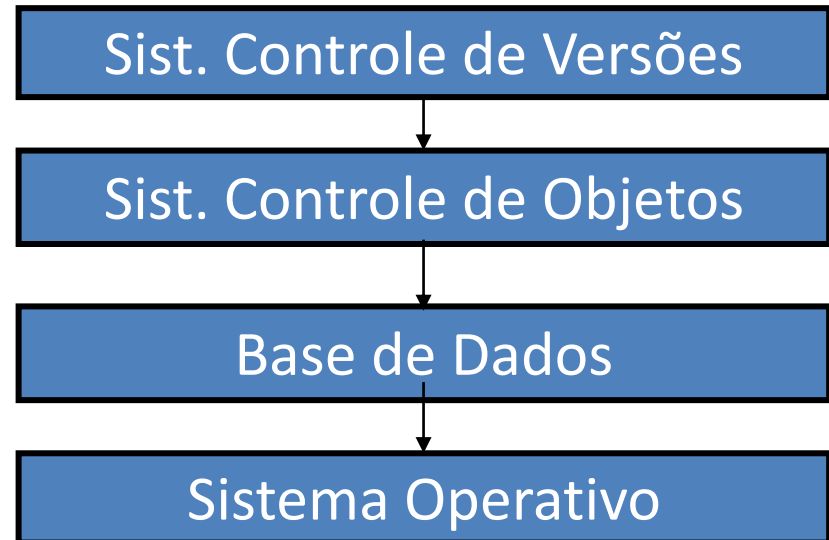 Sist. Controle de Versões
Sist. Controle de Objetos
Base de Dados
Sistema Operativo